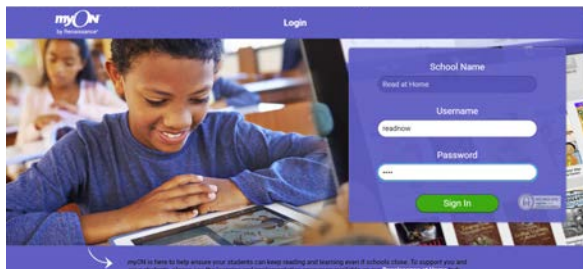 myON
by Renaissance
Login
School Name
Read at Home
Username
readnow
Password
••••
Sign In
myON is here to help ensure your students can keep reading and learning even if schools close. To support you and